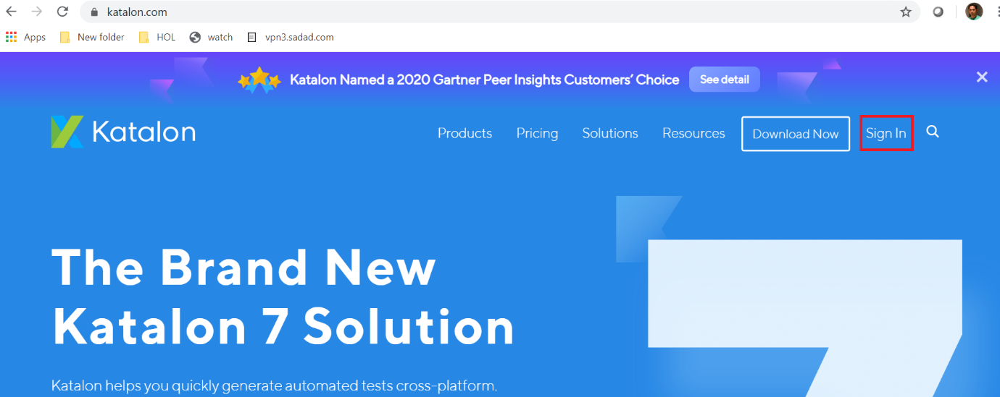 katalon.com
Apps New folder HOL watch vpn3.sadad.com
Katalon Named a 2020 Gartner Peer Insights Customers’ Choice See detail
Katalon Products Pricing Solutions Resources Download Now Sign In
The Brand New
Katalon 7 Solution
Katalon helps you quickly generate automated tests cross-platform.